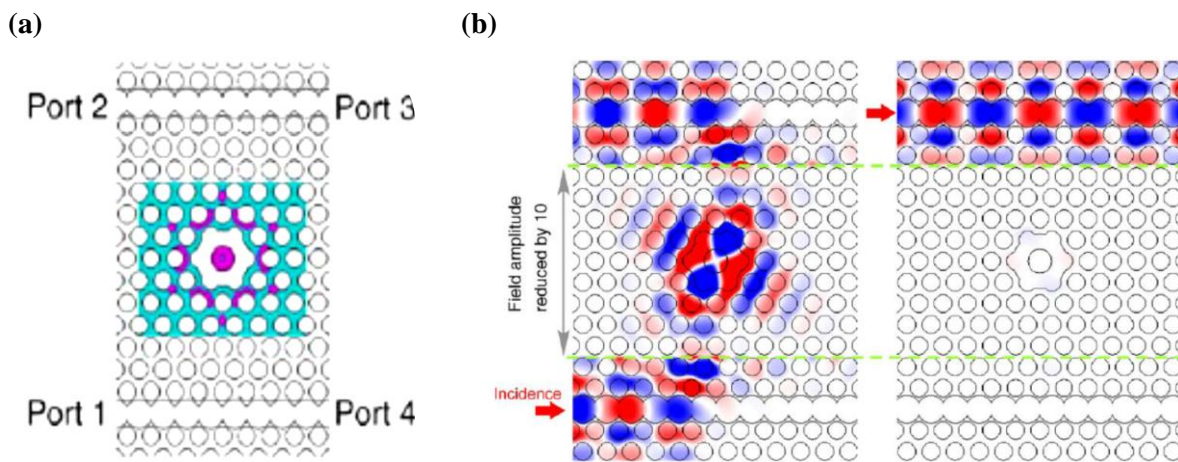 (a)
(b)
Port 2
Port 3
Port 1
Port 4
Field amplitude
reduced by 10
Incidence